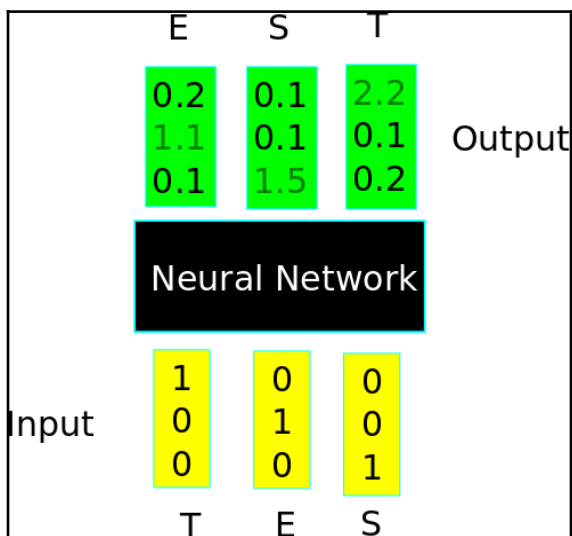 E S T
0.2 0.1 2.2
1.1 0.1 0.1 Output
0.1 1.5 0.2
Neural Network
1 0 0
Input 0 1 0
0 0 1
T E S